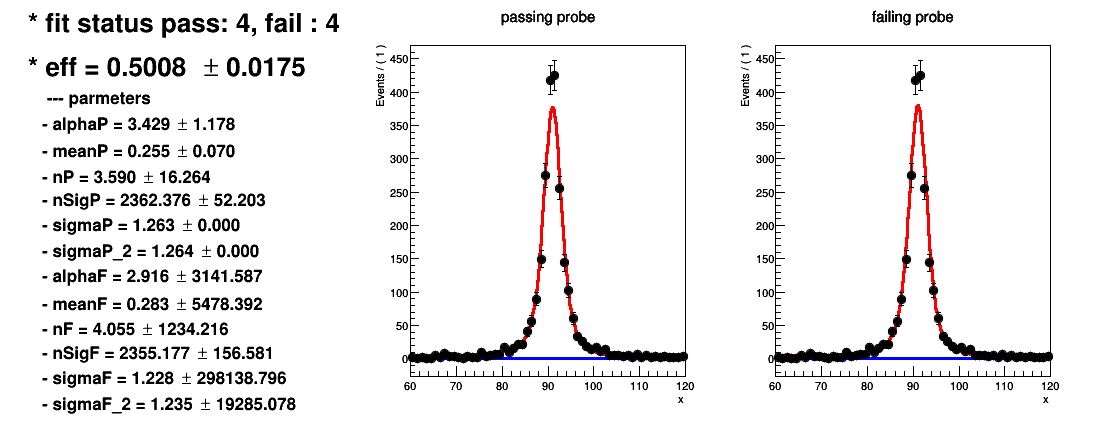 * fit status pass: 4, fail : 4
* eff = 0.5008 ± 0.0175
--- parmeters
- alphaP = 3.429 ± 1.178
- meanP = 0.255 ± 0.070
- nP = 3.590 ± 16.264
- nSigP = 2362.376 ± 52.203
- sigmaP = 1.263 ± 0.000
- sigmaP_2 = 1.264 ± 0.000
- alphaF = 2.916 ± 3141.587
- meanF = 0.283 ± 5478.392
- nF = 4.055 ± 1234.216
- nSigF = 2355.177 ± 156.581
- sigmaF = 1.228 ± 298138.796
- sigmaF_2 = 1.235 ± 19285.078
passing probe
Events / ( 1 )
450
400
350
300
250
200
150
100
50
0
60 70 80 90 100 110 120
x
failing probe
Events / ( 1 )
450
400
350
300
250
200
150
100
50
0
60 70 80 90 100 110 120
x